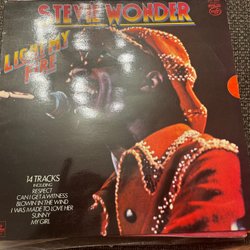 STEVIE WONDER
LIGHT MY
FIRE
14 TRACKS
INCLUDING
RESPECT
CAN I GET A WITNESS
BLOWIN IN THE WIND
I WAS MADE TO LOVE HER
SUNNY
MY GIRL